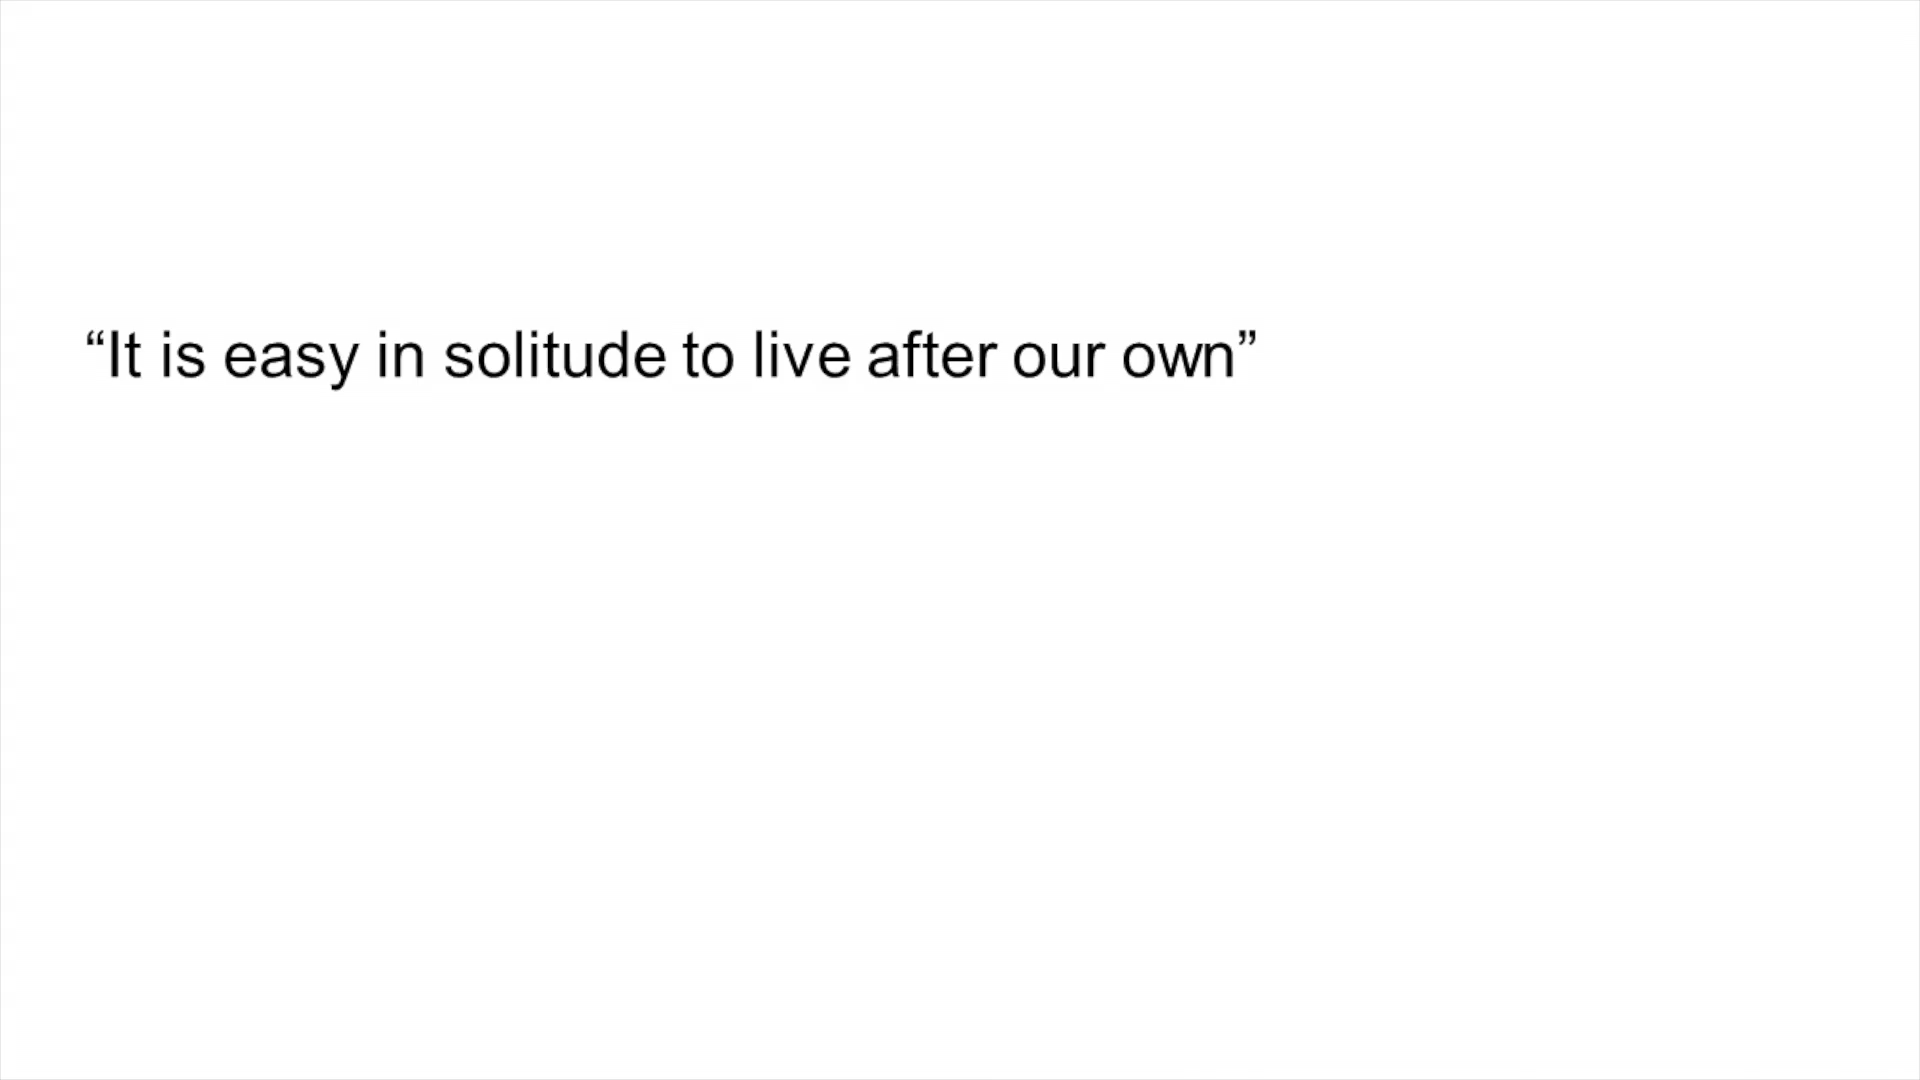 “It is easy in solitude to live after our own”